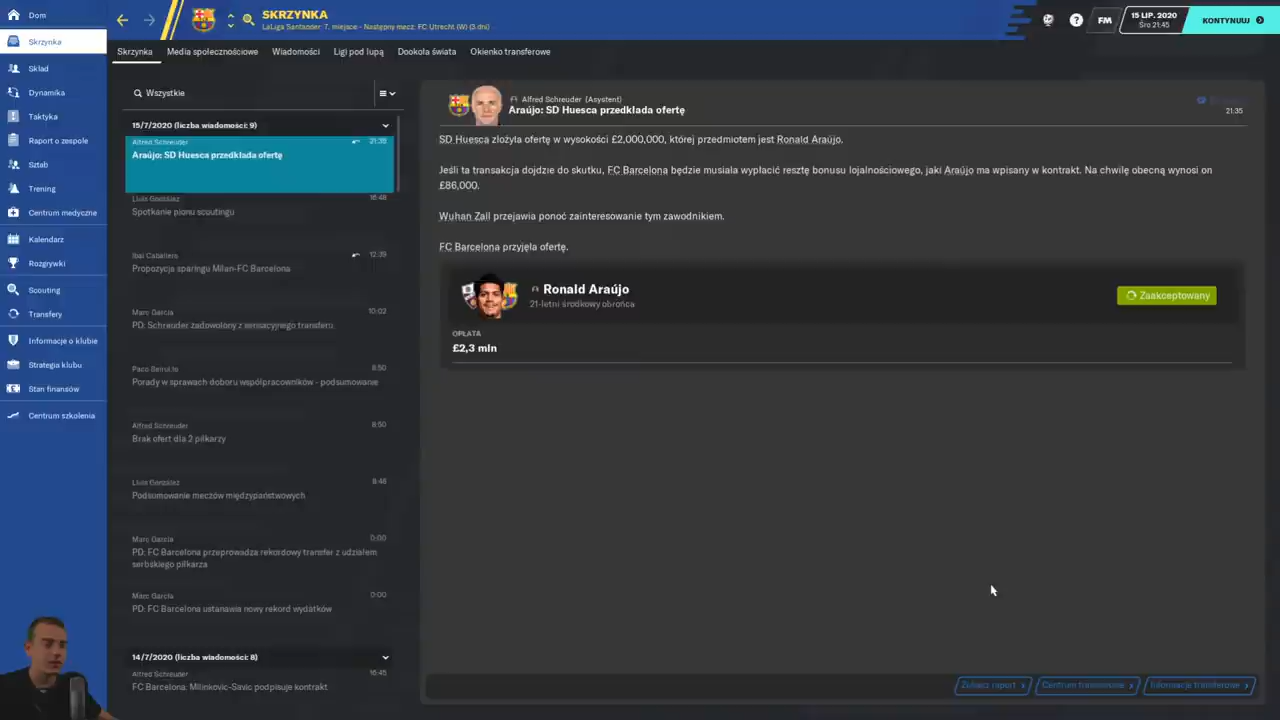 Dom
Skrzynka
Skład
Dynamika
Taktyka
Raport o zespole
Sztab
Trening
Centrum medyczne
Kalendarz
Rozgrywki
Scouting
Transfery
Informacje o klubie
Strategia klubu
Stan finansów
Centrum szkolenia
SKRZYNKA
LaLiga Santander: 7. miejsce - Następny mecz: FC Utrecht (W) (3 dni)
FM
15 LIP. 2020
Śro 21:45
KONTYNUUJ
Skrzynka
Media społecznościowe
Wiadomości
Ligi pod lupą
Dookoła świata
Okienko transferowe
Wszystkie
15/7/2020 (liczba wiadomości: 9)
Alfred Schreuder
21:35
Araújo: SD Huesca przedkłada ofertę
Lluís González
16:48
Spotkanie pionu scoutingu
Ibai Caballero
12:39
Propozycja sparingu Milan-FC Barcelona
Marc García
10:02
PD: Schreuder zadowolony z sensacyjnego transferu
8:50
Porady w sprawach doboru współpracowników - podsumowanie
Alfred Schreuder
8:50
Brak ofert dla 2 piłkarzy
Lluís González
8:48
Podsumowanie meczów międzypaństwowych
Marc García
0:00
PD: FC Barcelona przeprowadza rekordowy transfer z udziałem
serbskiego piłkarza
Marc García
0:00
PD: FC Barcelona ustanawia nowy rekord wydatków
14/7/2020 (liczba wiadomości: 8)
Alfred Schreuder
16:45
FC Barcelona: Milinković-Savić podpisuje kontrakt
Alfred Schreuder (Asystent)
Araújo: SD Huesca przedkłada ofertę
21:35
SD Huesca złożyła ofertę w wysokości £2,000,000, której przedmiotem jest Ronald Araújo.
Jeśli ta transakcja dojdzie do skutku, FC Barcelona będzie musiała wypłacić resztę bonusu lojalnościowego, jaki Araújo ma wpisany w kontrakt. Na chwilę obecną wynosi on
£86,000.
Wuhan Zall przejawia ponoć zainteresowanie tym zawodnikiem.
FC Barcelona przyjęła ofertę.
Ronald Araújo
21-letni środkowy obrońca
Zaakceptowany
OPŁATA
£2,3 mln
Zobacz raport
Centrum transferowe
Informacje transferowe